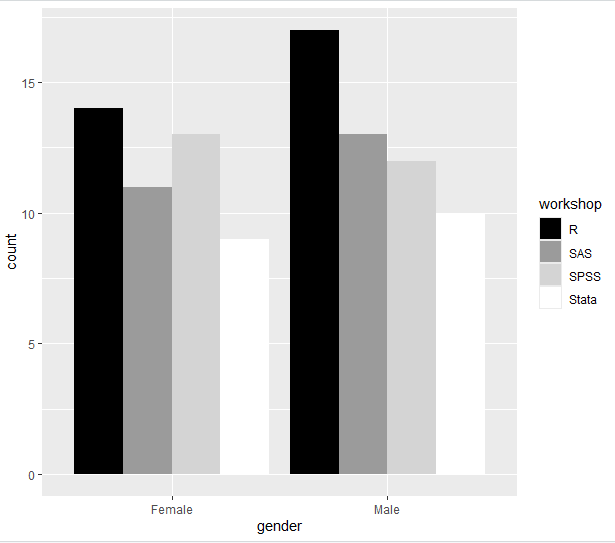 count
15
10
5
0
Female
Male
gender
workshop
R
SAS
SPSS
Stata